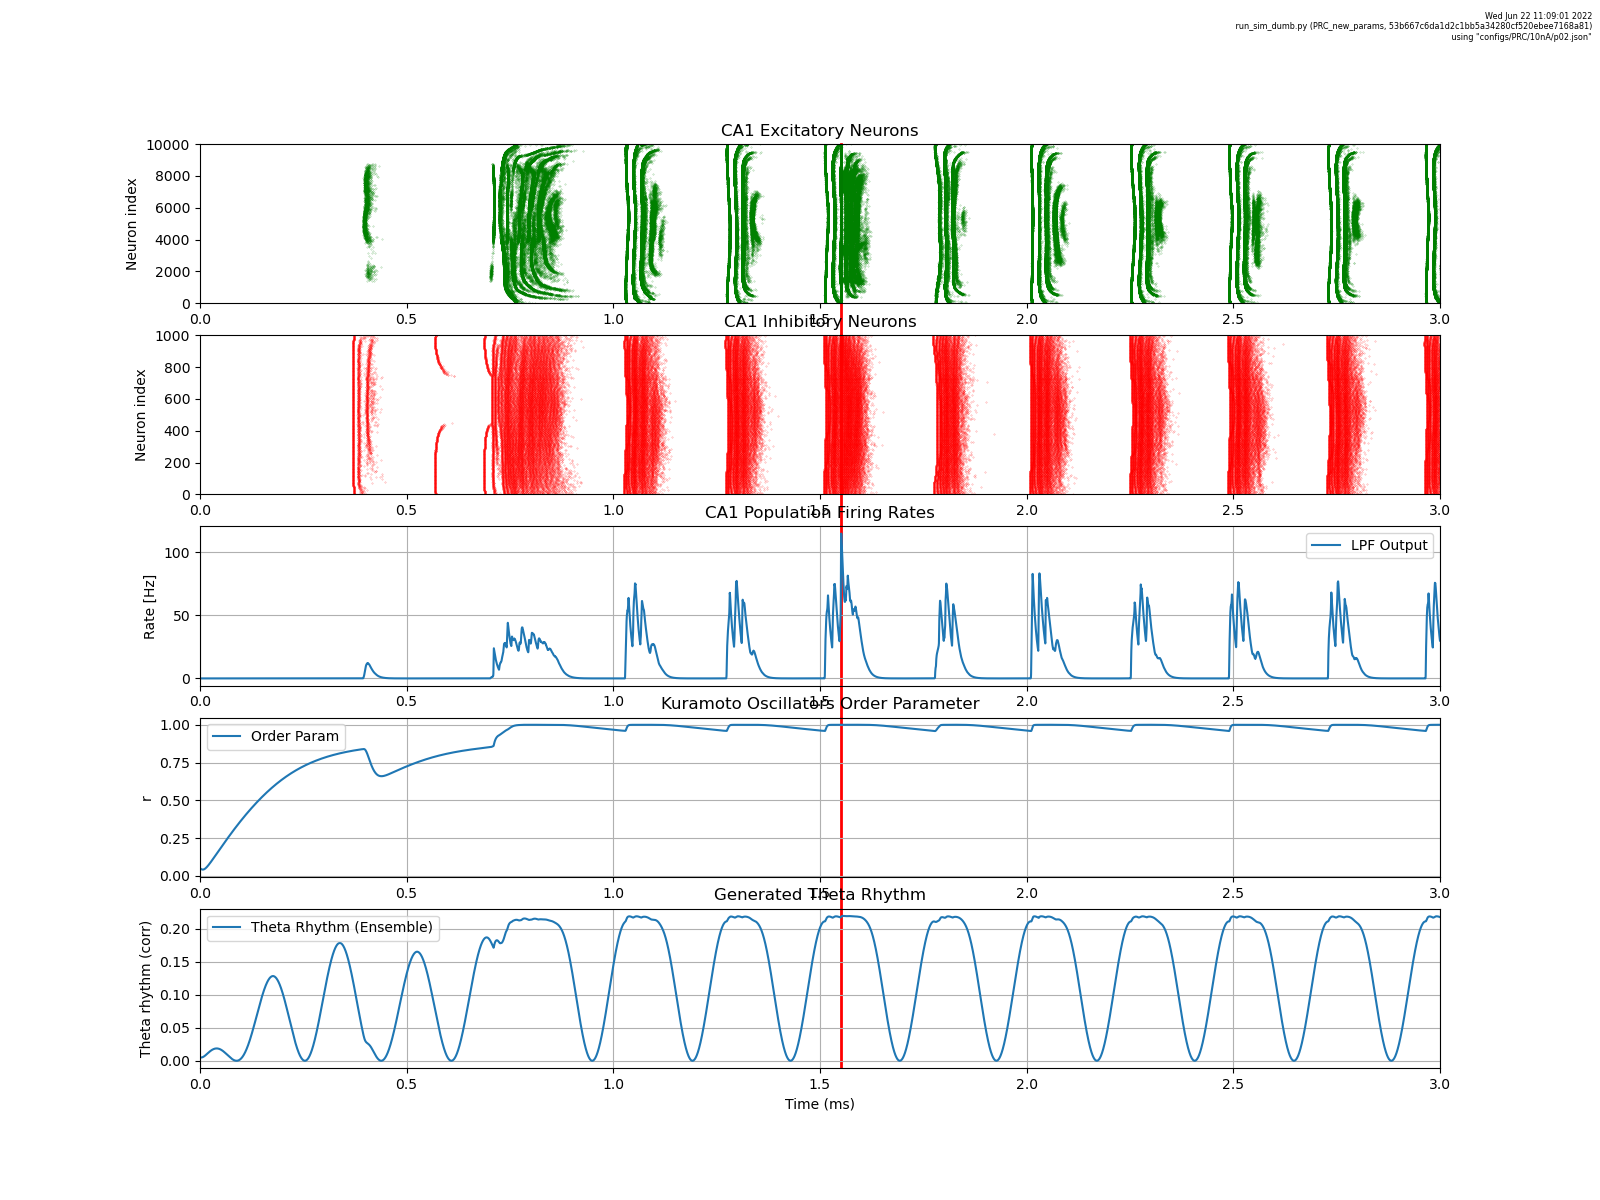 Wed Jun 22 11:09:01 2022
run_sim_dumb.py (PRC_new_params, 53b667c6da1d2c1bb5a34280cf520ebee7168a81)
using "configs/PRC/10nA/p02.json"
CA1 Excitatory Neurons
Neuron index
10000
8000
6000
4000
2000
0
0.0 0.5 1.0 1.5 2.0 2.5 3.0
CA1 Inhibitory Neurons
Neuron index
1000
800
600
400
200
0
0.0 0.5 1.0 1.5 2.0 2.5 3.0
CA1 Population Firing Rates
Rate [Hz]
100
50
0
LPF Output
0.0 0.5 1.0 1.5 2.0 2.5 3.0
Kuramoto Oscillators Order Parameter
r
1.00
0.75
0.50
0.25
0.00
Order Param
0.0 0.5 1.0 1.5 2.0 2.5 3.0
Generated Theta Rhythm
Theta rhythm (corr)
0.20
0.15
0.10
0.05
0.00
Theta Rhythm (Ensemble)
0.0 0.5 1.0 1.5 2.0 2.5 3.0
Time (ms)